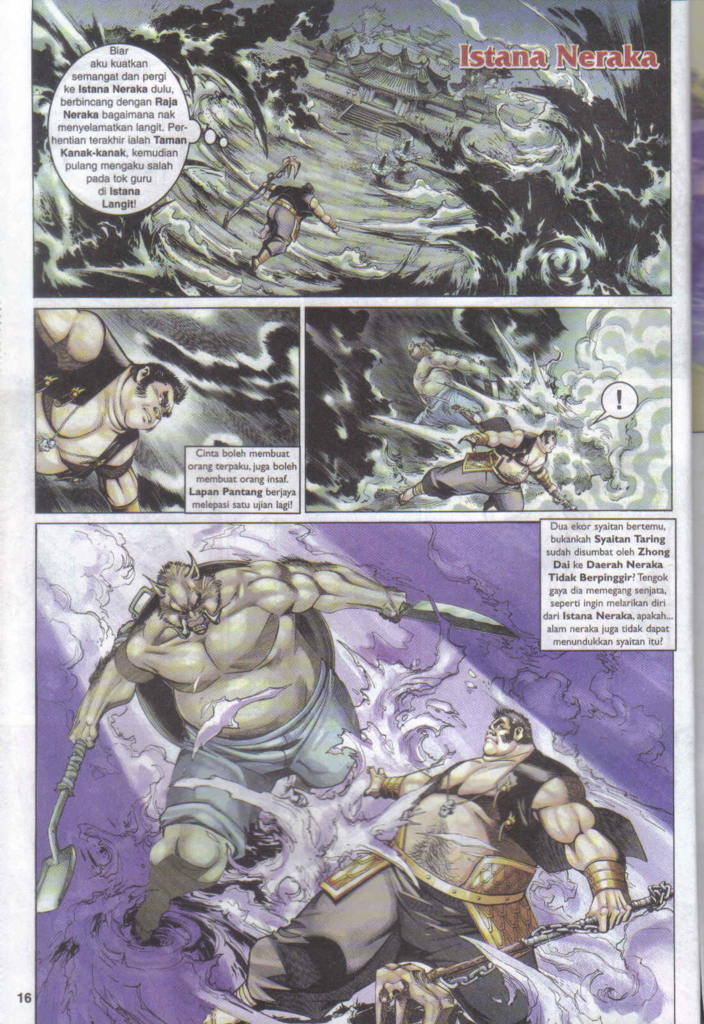 Istana Neraka
Biar
aku kuatkan
semangat dan pergi
ke Istana Neraka dulu,
berbincang dengan Raja
Neraka bagaimana nak
menyelamatkan langit. Per-
hentian terakhir ialah Taman
Kanak-kanak, kemudian
pulang mengaku salah
pada tok guru
di Istana
Langit!
Cinta boleh membuat
orang terpaku, juga boleh
membuat orang insaf.
Lapan Pantang berjaya
melepasi satu ujian lagi!
!
Dua ekor syaitan bertemu,
bukankah Syaitan Taring
sudah disumbat oleh Zhong
Dai ke Daerah Neraka
Tidak Berpinggir? Tengok
gaya dia memegang senjata,
seperti ingin melarikan diri
dari Istana Neraka, apakah...
alam neraka juga tidak dapat
menundukkan syaitan itu?
16